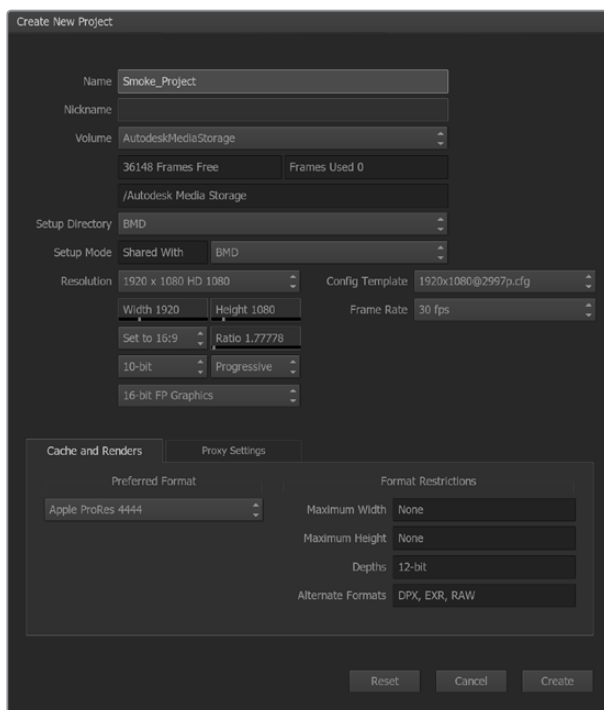 Create New Project
Name Smoke_Project
Nickname
Volume AutodeskMediaStorage
36148 Frames Free Frames Used 0
/Autodesk Media Storage
Setup Directory BMD
Setup Mode Shared With BMD
Resolution 1920 x 1080 HD 1080 Config Template 1920x1080@2997p.cfg
Width 1920 Height 1080 Frame Rate 30 fps
Set to 16:9 Ratio 1.77778
10-bit Progressive
16-bit FP Graphics
Cache and Renders Proxy Settings
Preferred Format Format Restrictions
Apple ProRes 4444 Maximum Width None
Maximum Height None
Depths 12-bit
Alternate Formats DPX, EXR, RAW
Reset Cancel Create